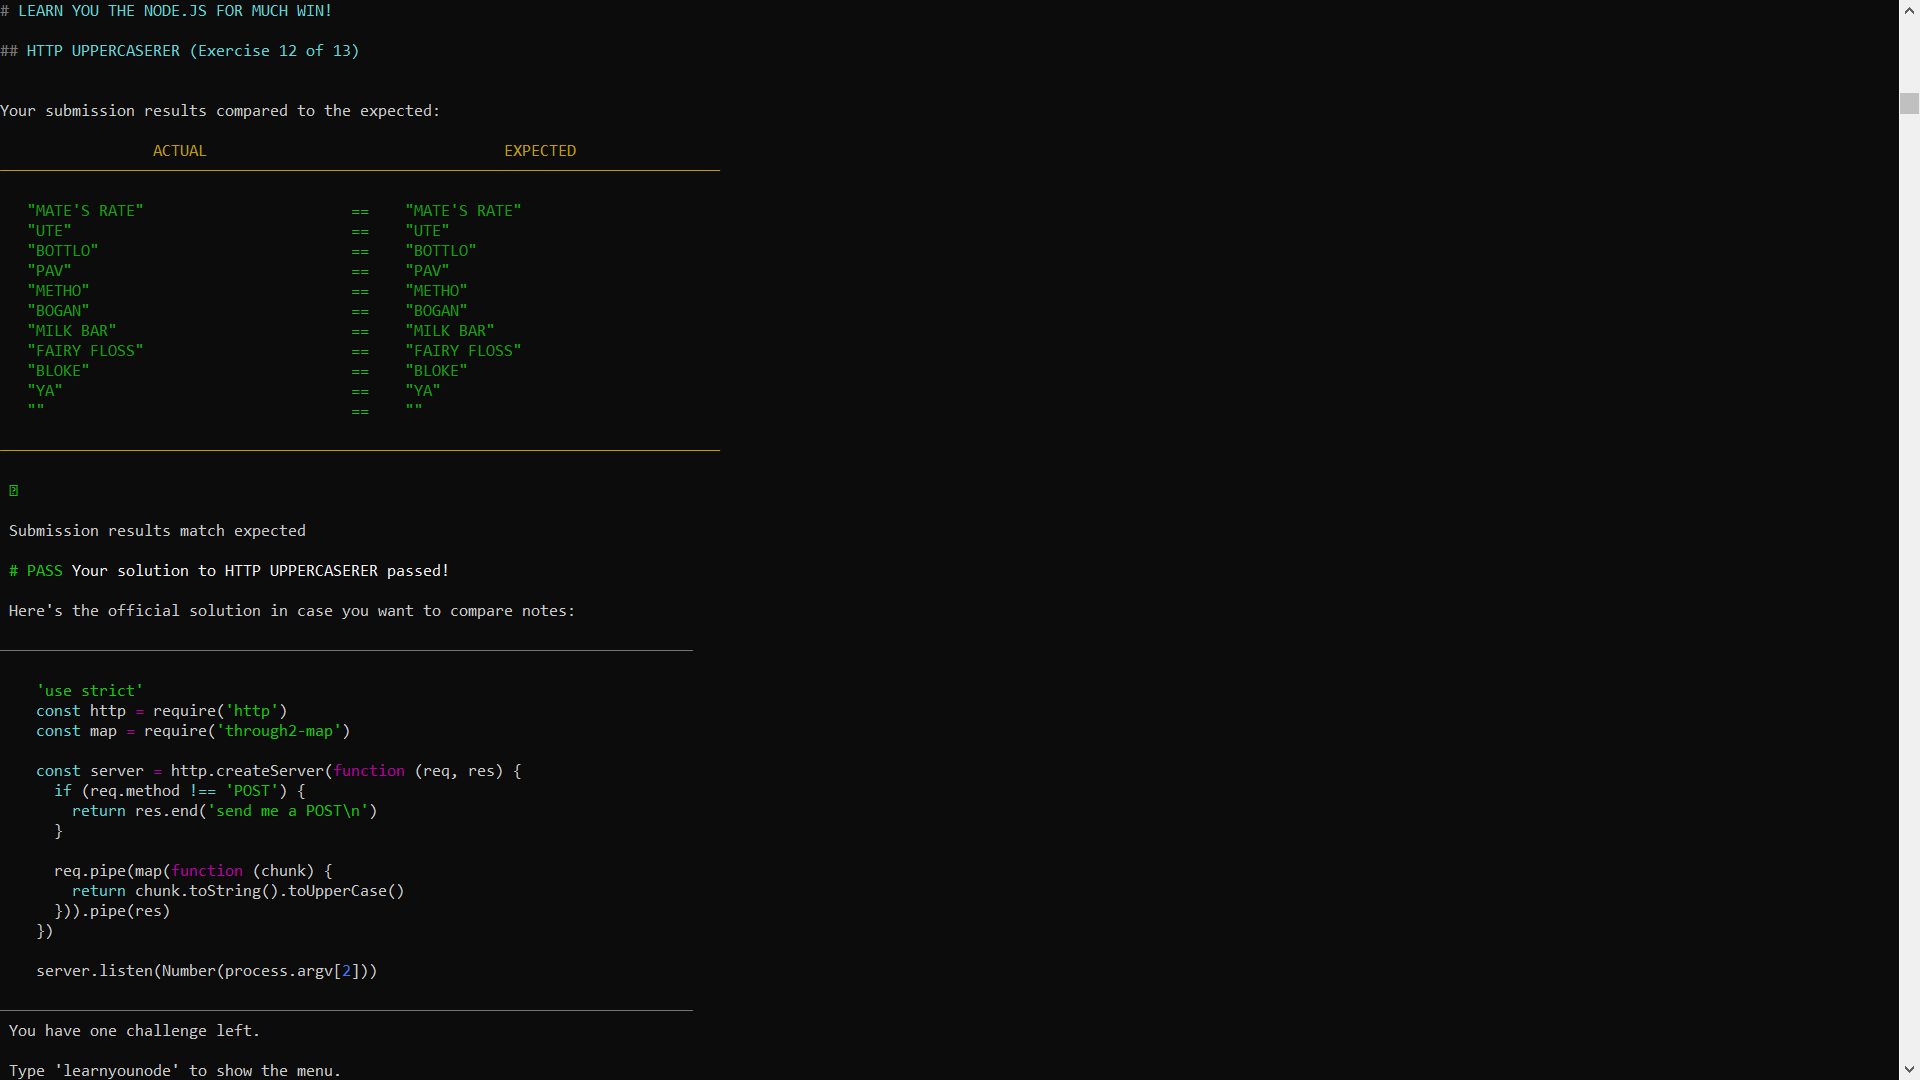 # LEARN YOU THE NODE.JS FOR MUCH WIN!
## HTTP UPPERCASERER (Exercise 12 of 13)
Your submission results compared to the expected:
ACTUAL EXPECTED
"MATE'S RATE" == "MATE'S RATE"
"UTE" == "UTE"
"BOTTLO" == "BOTTLO"
"PAV" == "PAV"
"METHO" == "METHO"
"BOGAN" == "BOGAN"
"MILK BAR" == "MILK BAR"
"FAIRY FLOSS" == "FAIRY FLOSS"
"BLOKE" == "BLOKE"
"YA" == "YA"
"" == ""
Submission results match expected
# PASS Your solution to HTTP UPPERCASERER passed!
Here's the official solution in case you want to compare notes:
'use strict'
const http = require('http')
const map = require('through2-map')
const server = http.createServer(function (req, res) {
if (req.method !== 'POST') {
return res.end('send me a POST\n')
}
req.pipe(map(function (chunk) {
return chunk.toString().toUpperCase()
})).pipe(res)
})
server.listen(Number(process.argv[2]))
You have one challenge left.
Type 'learnyounode' to show the menu.